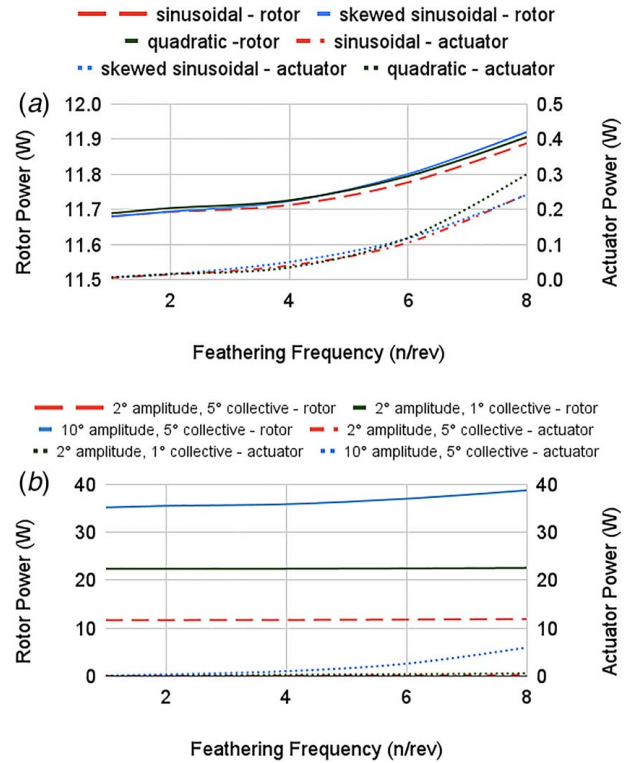 sinusoidal - rotor skewed sinusoidal - rotor
quadratic -rotor sinusoidal - actuator
skewed sinusoidal - actuator quadratic - actuator
(a)
12.0 0.5
11.9 0.4
11.8 0.3
11.7 0.2
11.6 0.1
11.5 0.0
Rotor Power (W)
Actuator Power (W)
2 4 6 8
Feathering Frequency (n/rev)
2° amplitude, 5° collective - rotor 2° amplitude, 1° collective - rotor
10° amplitude, 5° collective - rotor 2° amplitude, 5° collective - actuator
2° amplitude, 1° collective - actuator 10° amplitude, 5° collective - actuator
(b)
40 40
30 30
20 20
10 10
0 0
Rotor Power (W)
Actuator Power (W)
2 4 6 8
Feathering Frequency (n/rev)